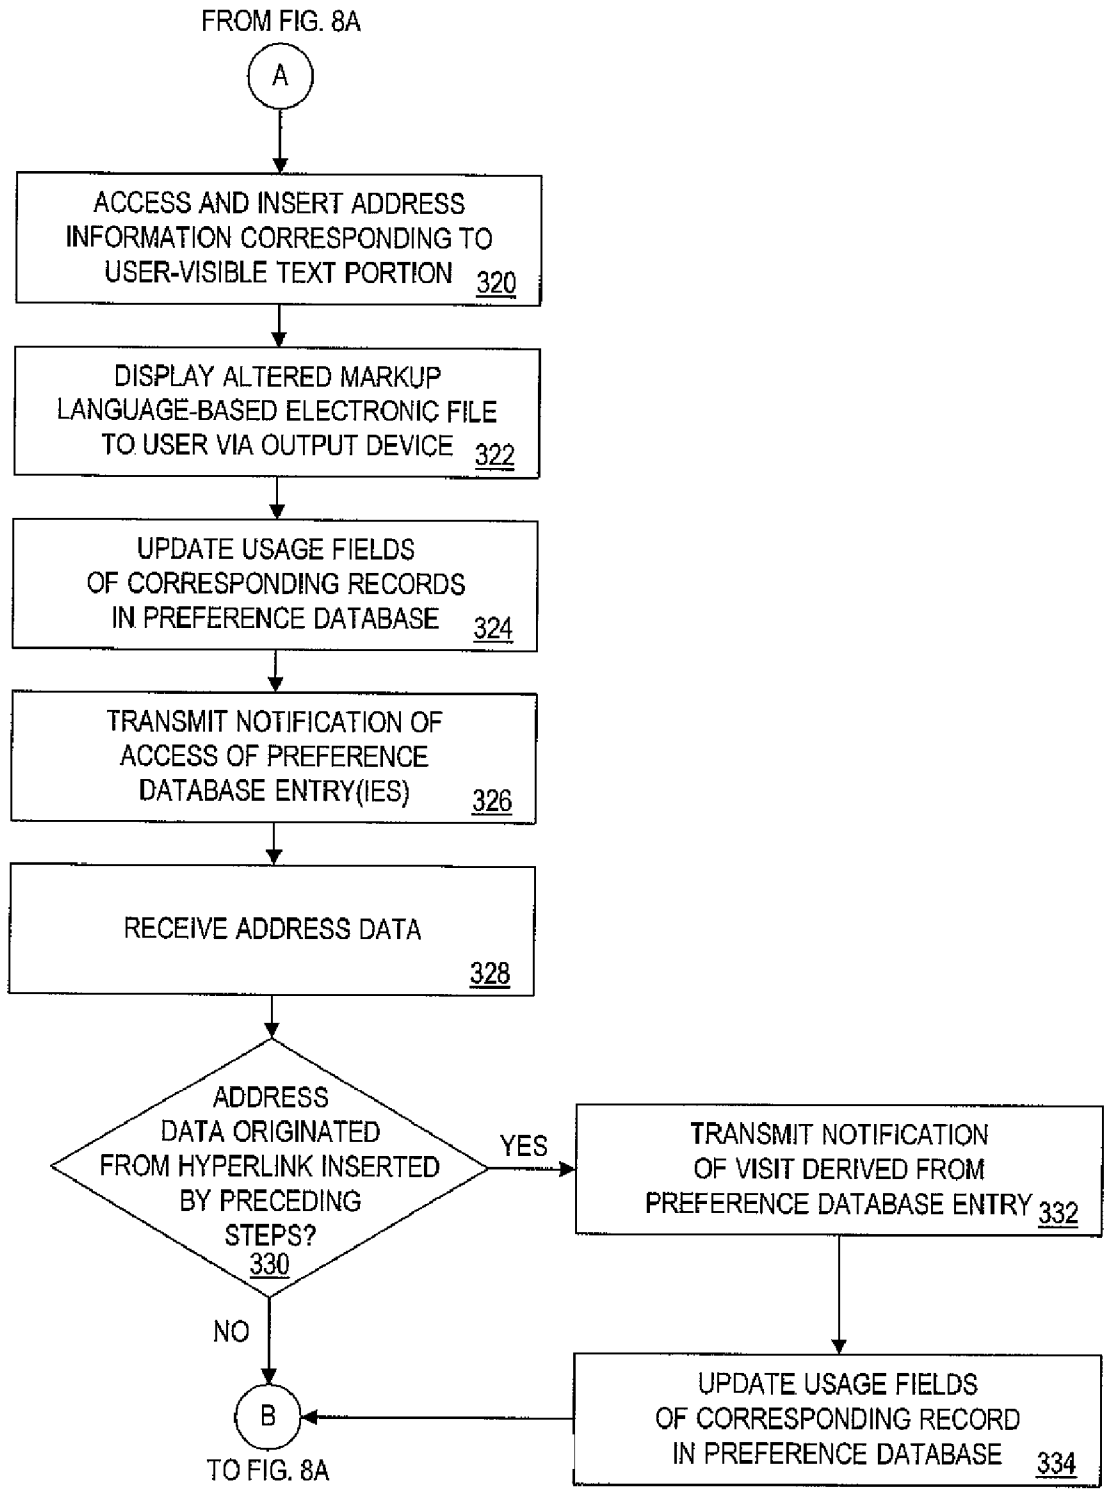 FROM FIG. 8A
A
ACCESS AND INSERT ADDRESS
INFORMATION CORRESPONDING TO
USER-VISIBLE TEXT PORTION 320
DISPLAY ALTERED MARKUP
LANGUAGE-BASED ELECTRONIC FILE
TO USER VIA OUTPUT DEVICE 322
UPDATE USAGE FIELDS
OF CORRESPONDING RECORDS
IN PREFERENCE DATABASE 324
TRANSMIT NOTIFICATION OF
ACCESS OF PREFERENCE
DATABASE ENTRY(IES) 326
RECEIVE ADDRESS DATA
328
ADDRESS
DATA ORIGINATED
FROM HYPERLINK INSERTED
BY PRECEDING
STEPS?
330
YES
TRANSMIT NOTIFICATION
OF VISIT DERIVED FROM
PREFERENCE DATABASE ENTRY 332
NO
UPDATE USAGE FIELDS
OF CORRESPONDING RECORD
IN PREFERENCE DATABASE 334
B
TO FIG. 8A